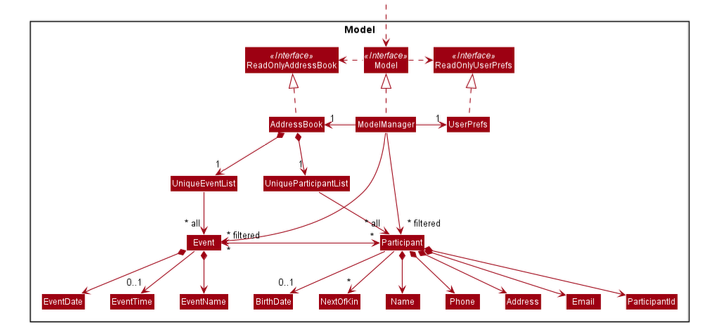 Model
«Interface»
ReadOnlyAddressBook
«Interface»
Model
«Interface»
ReadOnlyUserPrefs
AddressBook
1
ModelManager
1
UserPrefs
1
1
UniqueEventList
UniqueParticipantList
* all
* filtered
*
* all
* filtered
*
Event
Participant
0..1
0..1
*
EventDate
EventTime
EventName
BirthDate
NextOfKin
Name
Phone
Address
Email
ParticipantId